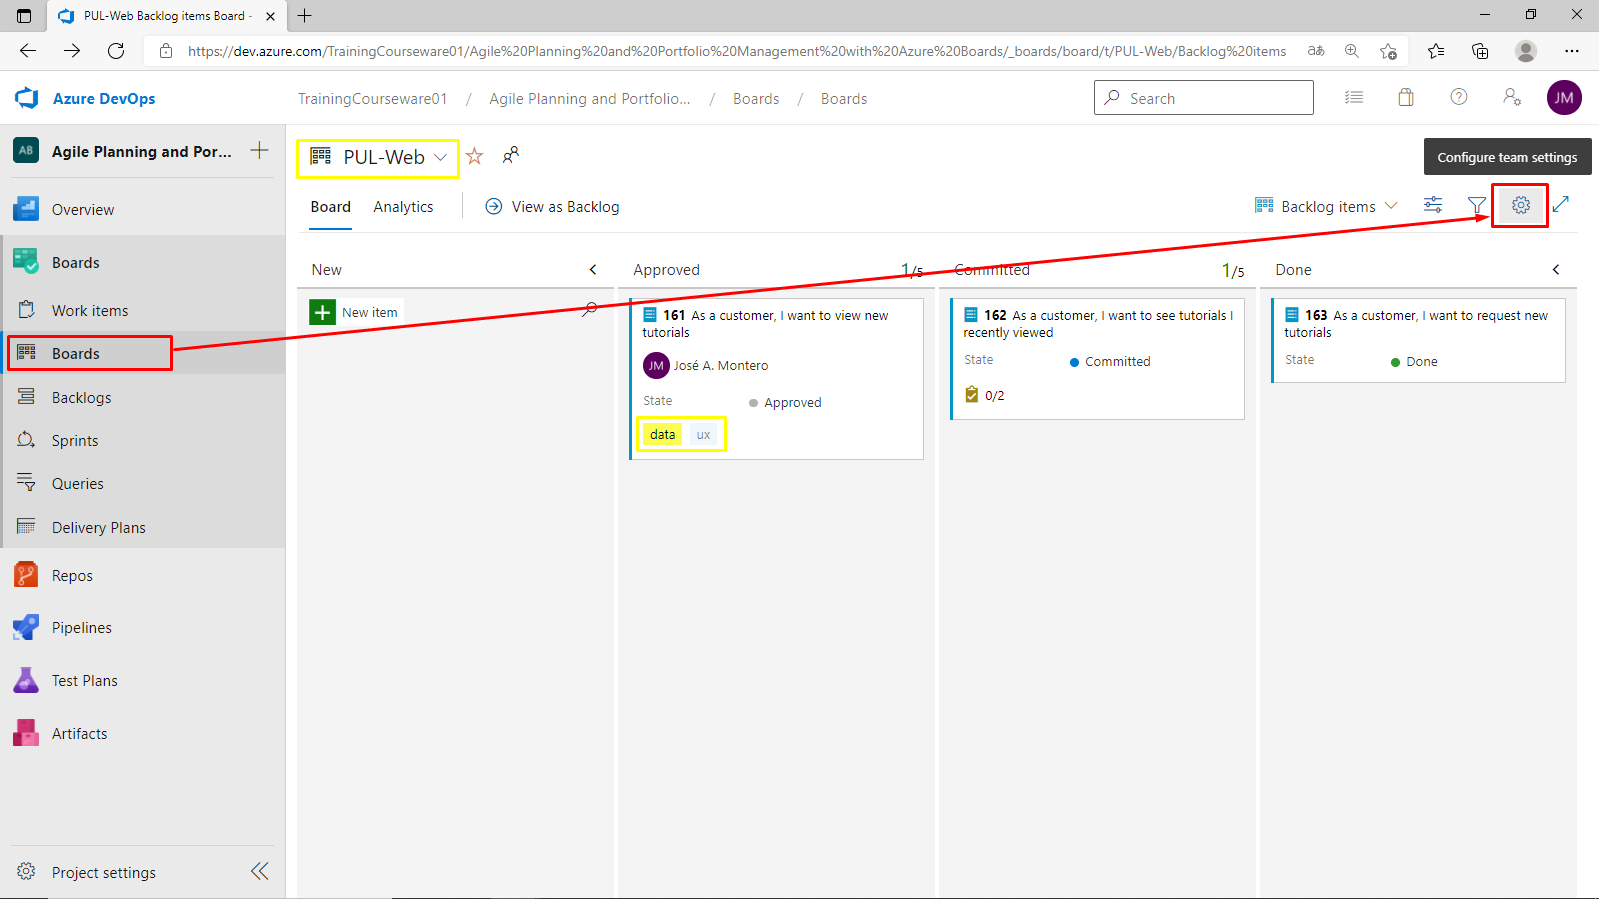 PUL-Web Backlog items Board -
https://dev.azure.com/TrainingCourseware01/Agile%20Planning%20and%20Portfolio%20Management%20with%20Azure%20Boards/_boards/board/t/PUL-Web/Backlog%20items
aあ
Azure DevOps
TrainingCourseware01 / Agile Planning and Portfolio... / Boards / Boards
Search
JM
AB
Agile Planning and Por...
PUL-Web
Configure team settings
Overview
Board
Analytics
View as Backlog
Backlog items
Boards
Work items
Boards
Backlogs
Sprints
Queries
Delivery Plans
Repos
Pipelines
Test Plans
Artifacts
Project settings
New
New item
Approved
1/5
161 As a customer, I want to view new
tutorials
JM José A. Montero
State
Approved
data ux
Committed
1/5
162 As a customer, I want to see tutorials I
recently viewed
State
Committed
0/2
Done
163 As a customer, I want to request new
tutorials
State
Done